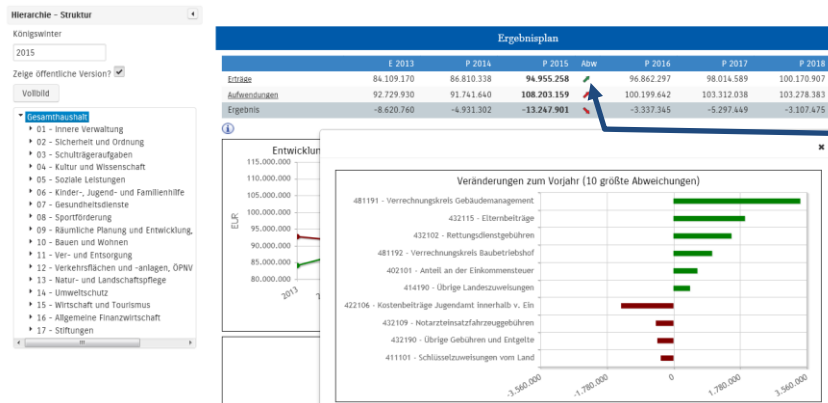 Hierarchie - Struktur
Königswinter
2015
Zeige öffentliche Version?
Vollbild
Gesamthaushalt
01 - Innere Verwaltung
02 - Sicherheit und Ordnung
03 - Schulträgeraufgaben
04 - Kultur und Wissenschaft
05 - Soziale Leistungen
06 - Kinder-, Jugend- und Familienhilfe
07 - Gesundheitsdienste
08 - Sportförderung
09 - Räumliche Planung und Entwicklung,
10 - Bauen und Wohnen
11 - Ver- und Entsorgung
12 - Verkehrsflächen und -anlagen, ÖPNV
13 - Natur- und Landschaftspflege
14 - Umweltschutz
15 - Wirtschaft und Tourismus
16 - Allgemeine Finanzwirtschaft
17 - Stiftungen
Ergebnisplan
E 2013 P 2014 P 2015 Abw P 2016 P 2017 P 2018
Erträge 84.109.170 86.810.338 94.955.258 96.862.297 98.014.589 100.170.907
Aufwendungen 92.729.930 91.741.640 108.203.159 100.199.642 103.312.038 103.278.383
Ergebnis -8.620.760 -4.931.302 -13.247.901 -3.337.345 -5.297.449 -3.107.475
Entwicklun
115.000.000
110.000.000
105.000.000
100.000.000
95.000.000
90.000.000
85.000.000
80.000.000
EUR
2013
Veränderungen zum Vorjahr (10 größte Abweichungen)
481191 - Verrechnungskreis Gebäudemanagement
432115 - Elternbeiträge
432102 - Rettungsdienstgebühren
481192 - Verrechnungskreis Baubetriebshof
402101 - Anteil an der Einkommensteuer
414190 - Übrige Landeszuweisungen
422106 - Kostenbeiträge Jugendamt innerhalb v. Ein
432109 - Notarzteinsatzfahrzeuggebühren
432190 - Übrige Gebühren und Entgelte
411101 - Schlüsselzuweisungen vom Land
-3.560.000 -1.780.000 0 1.780.000 3.560.000